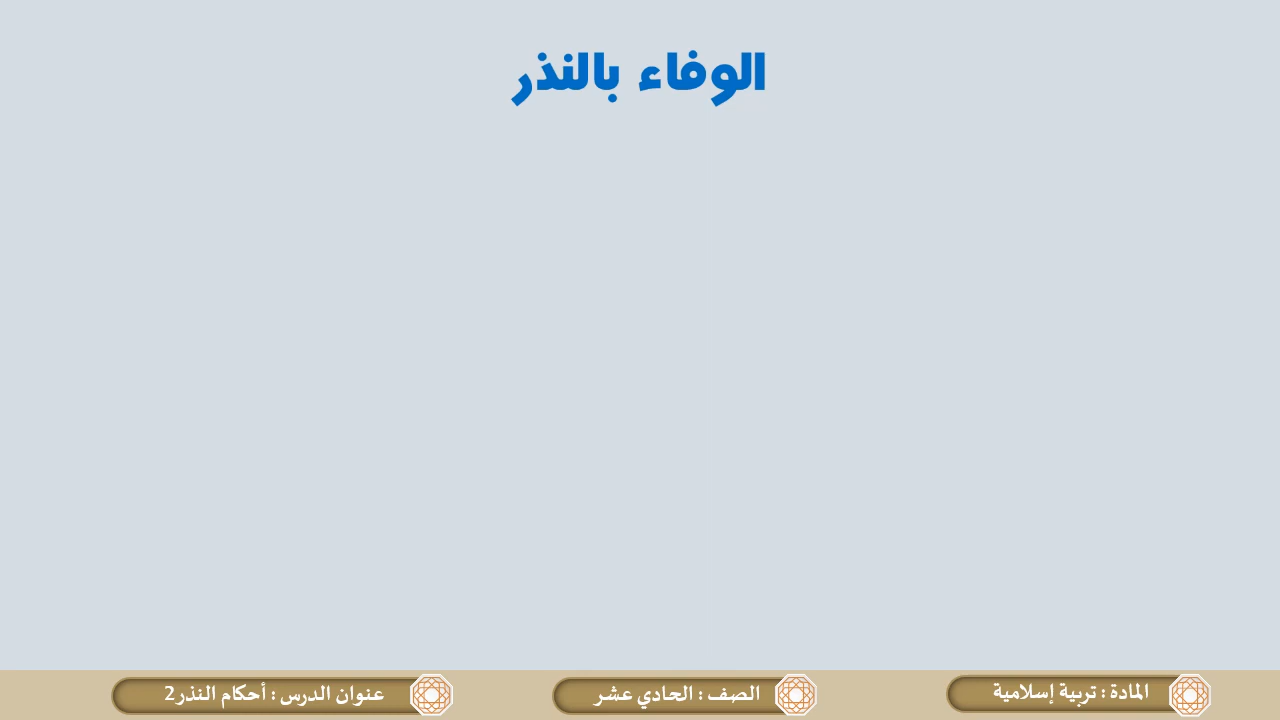 الوفاء بالنذر
المادة : تربية إسلامية
الصف : الحادي عشر
عنوان الدرس : أحكام النذر2